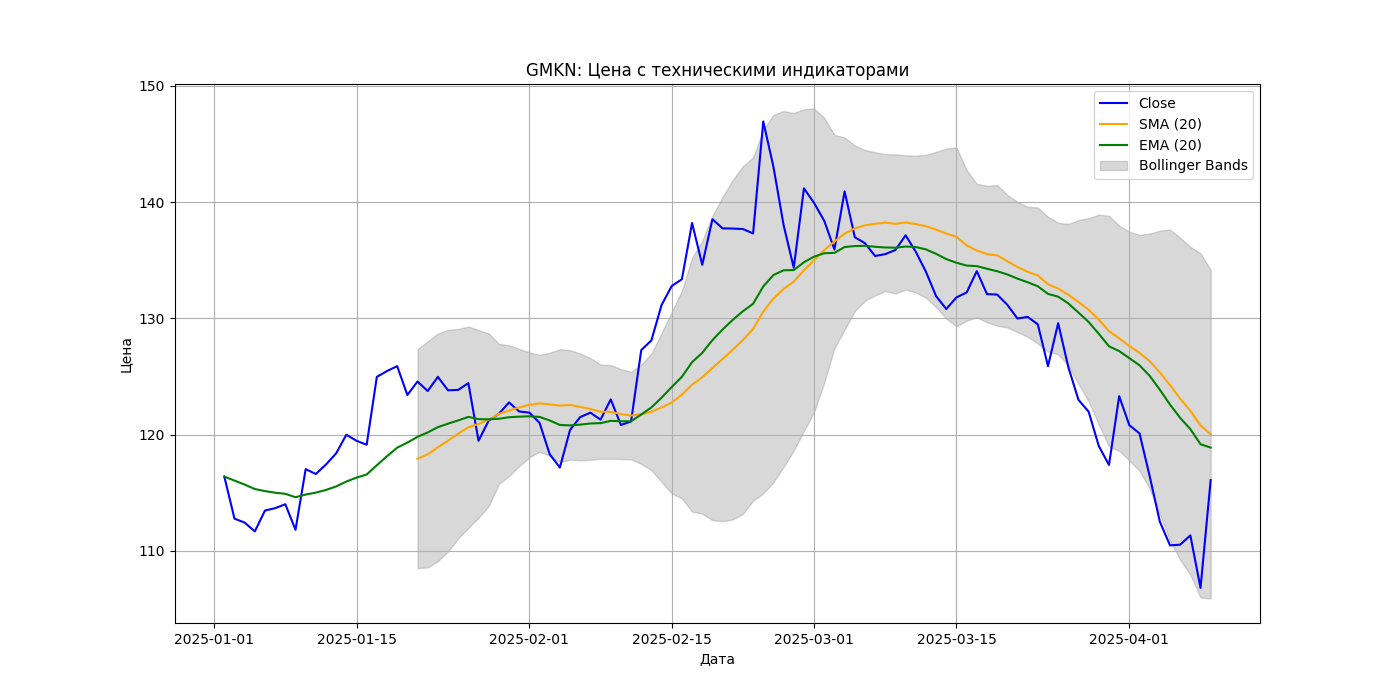 GMKN: Цена с техническими индикаторами
150
140
130
120
110
Цена
Close
SMA (20)
EMA (20)
Bollinger Bands
2025-01-01
2025-01-15
2025-02-01
2025-02-15
2025-03-01
2025-03-15
2025-04-01
Дата